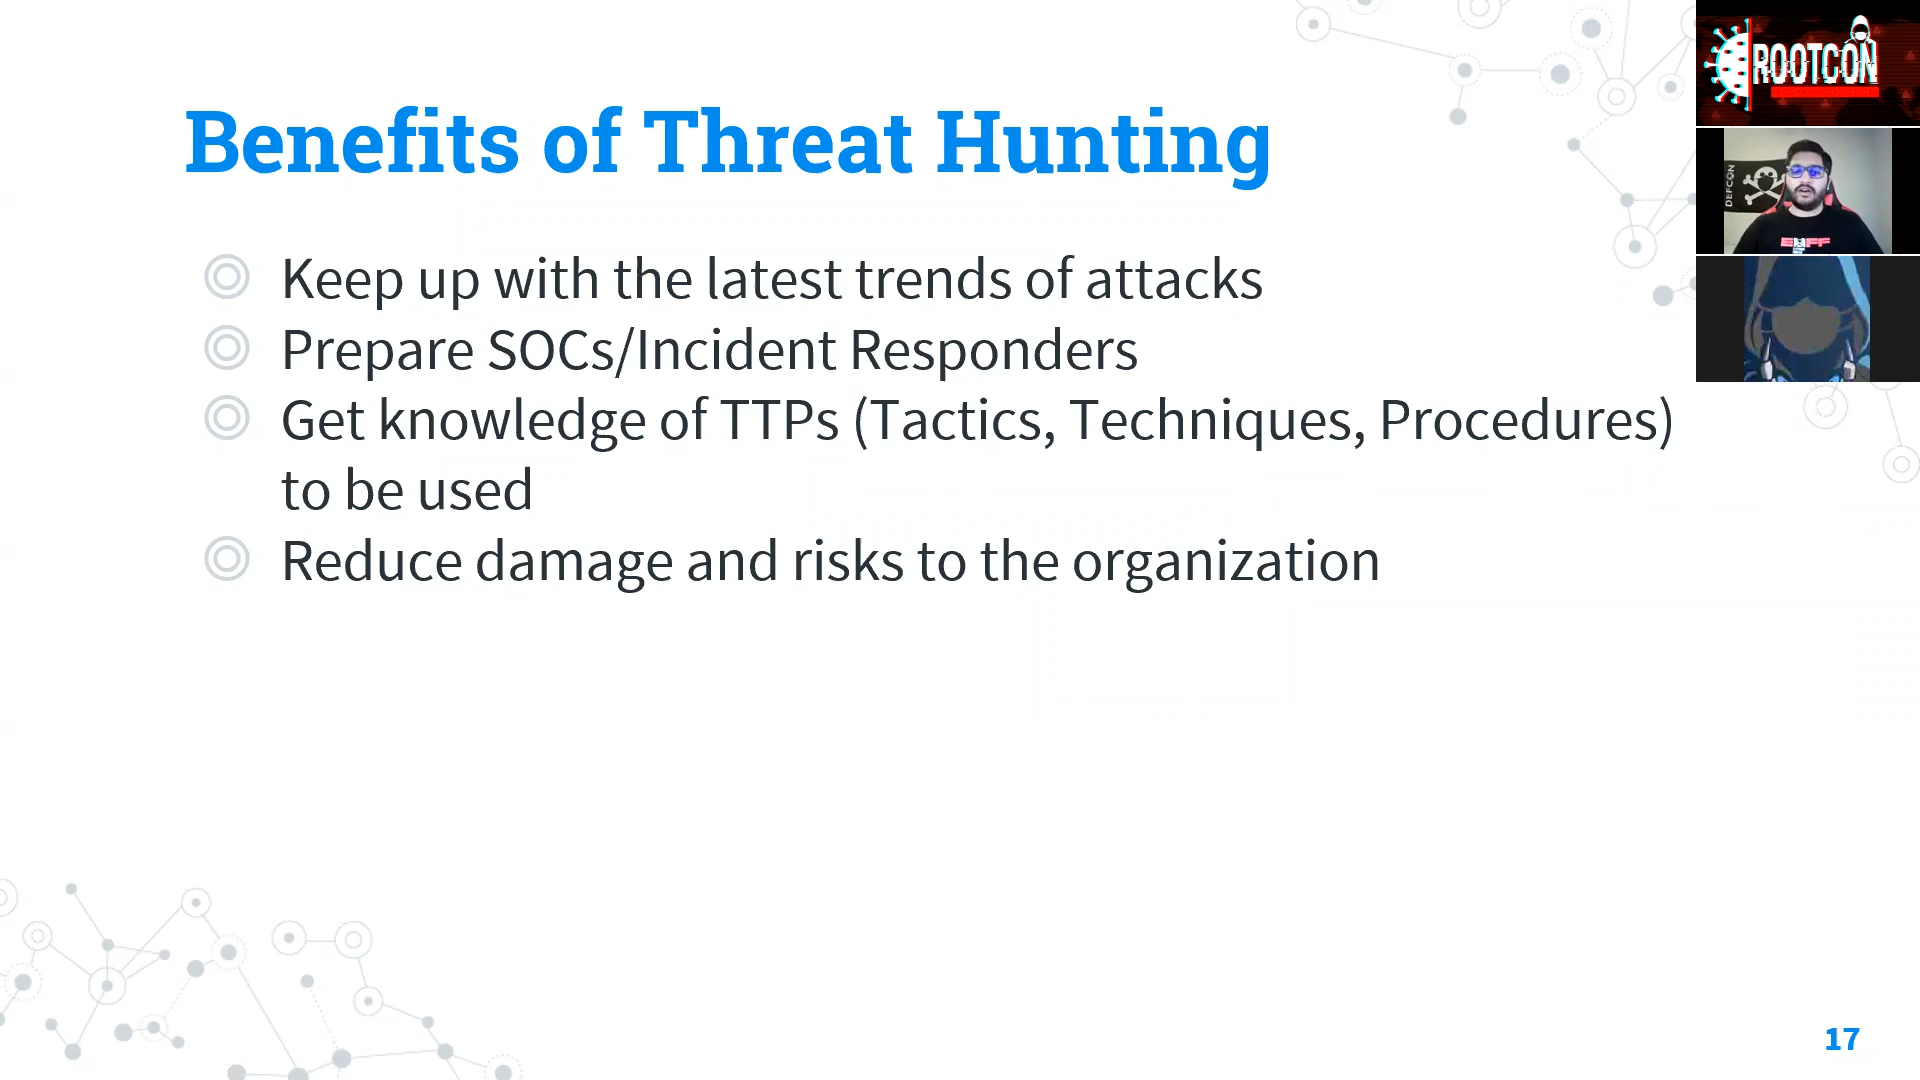 Benefits of Threat Hunting
Keep up with the latest trends of attacks
Prepare SOCs/Incident Responders
Get knowledge of TTPs (Tactics, Techniques, Procedures)
to be used
Reduce damage and risks to the organization
17
ROOTCON
DEFCON